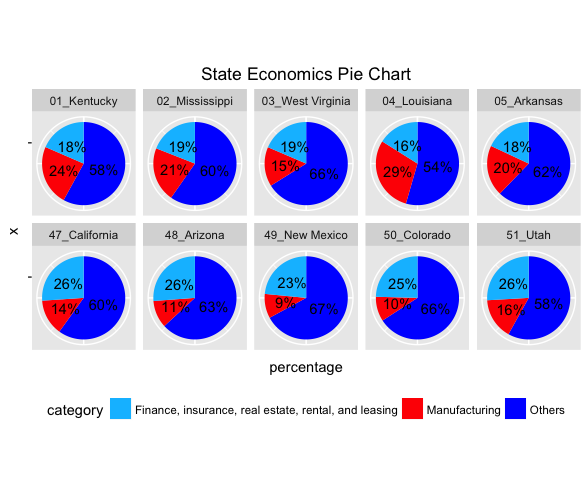 State Economics Pie Chart
01_Kentucky 02_Mississippi 03_West Virginia 04_Louisiana 05_Arkansas
18% 24% 58% 19% 21% 60% 19% 15% 66% 16% 29% 54% 18% 20% 62%
x
47_California 48_Arizona 49_New Mexico 50_Colorado 51_Utah
26% 14% 60% 26% 11% 63% 23% 9% 67% 25% 10% 66% 26% 16% 58%
percentage
category Finance, insurance, real estate, rental, and leasing Manufacturing Others